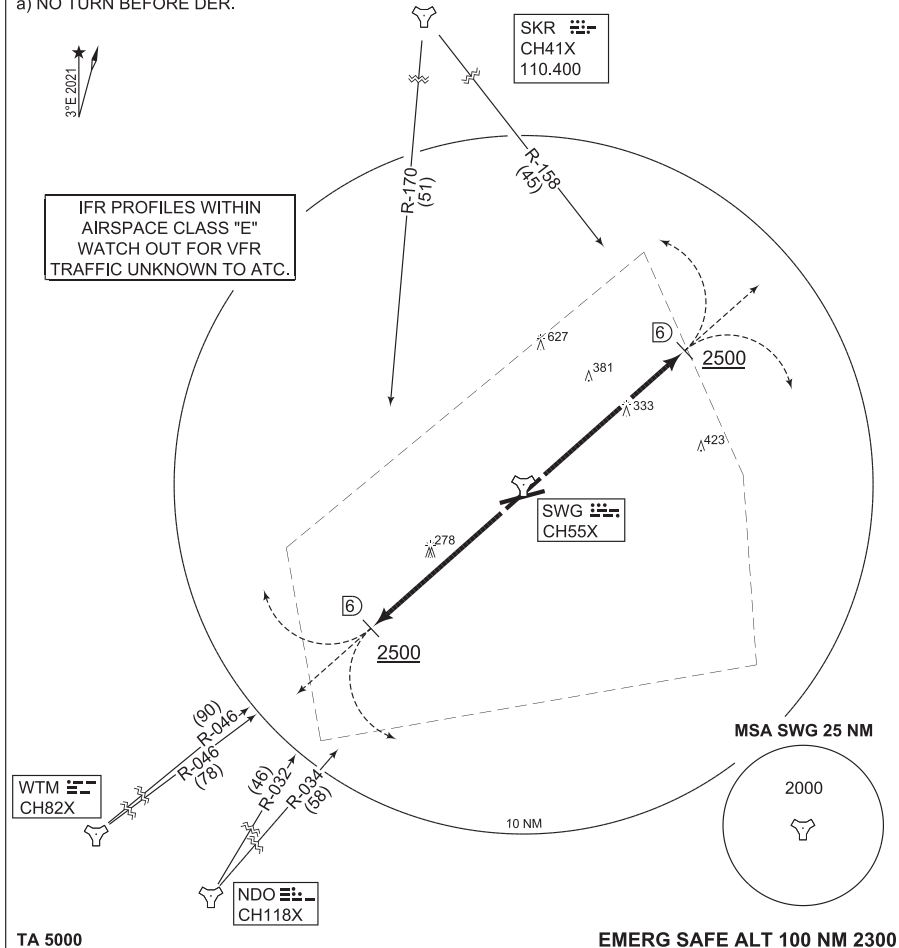 a) NO TURN BEFORE DER.
SKR
CH41X
110.400
3°E 2021
R-170
(51)
R-158
(45)
IFR PROFILES WITHIN
AIRSPACE CLASS "E"
WATCH OUT FOR VFR
TRAFFIC UNKNOWN TO ATC.
627
6
2500
381
333
423
SWG
CH55X
278
6
2500
(90)
R-046
R-046
(78)
WTM
CH82X
(46)
R-032
R-034
(58)
NDO
CH118X
10 NM
MSA SWG 25 NM
2000
TA 5000
EMERG SAFE ALT 100 NM 2300